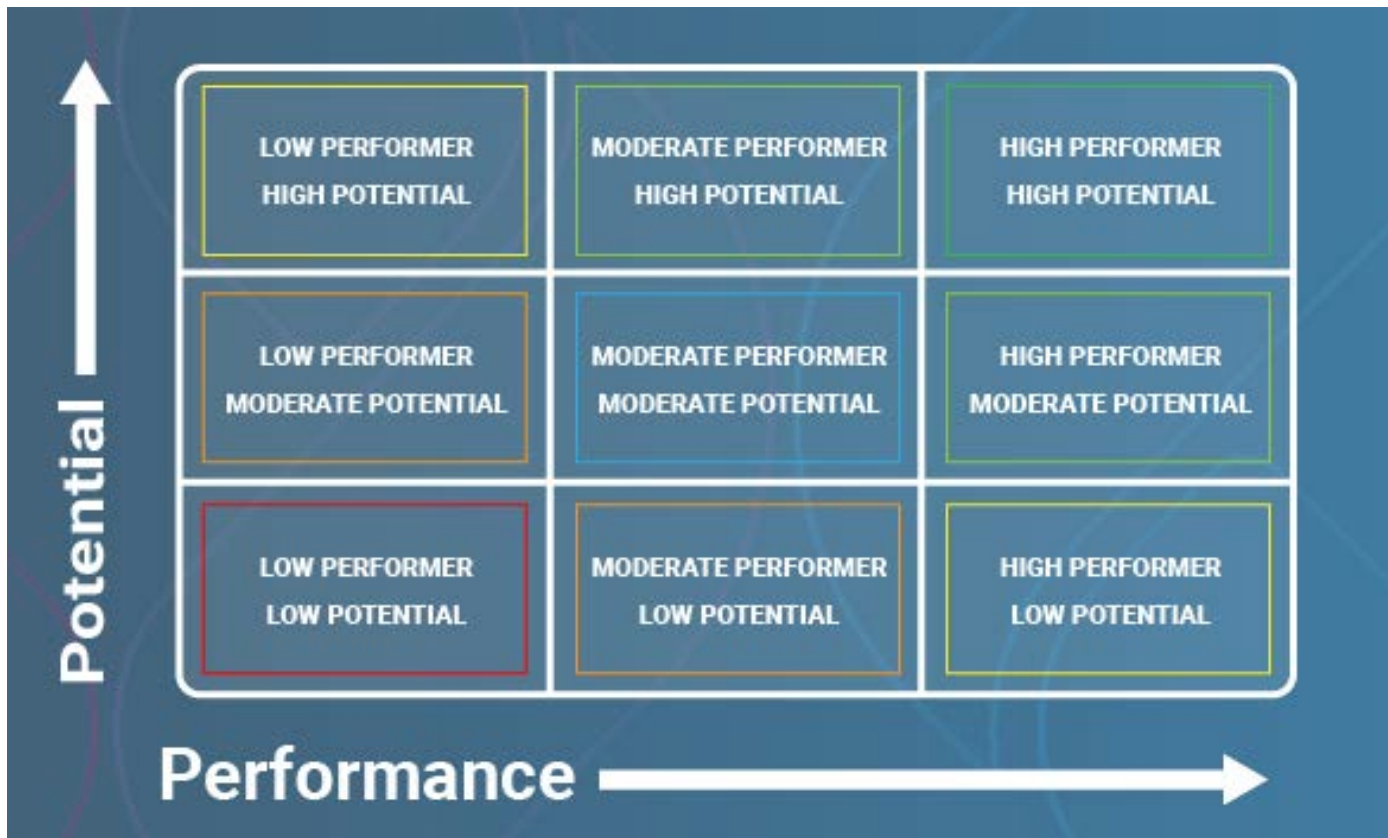 Potential
LOW PERFORMER
HIGH POTENTIAL
MODERATE PERFORMER
HIGH POTENTIAL
HIGH PERFORMER
HIGH POTENTIAL
LOW PERFORMER
MODERATE POTENTIAL
MODERATE PERFORMER
MODERATE POTENTIAL
HIGH PERFORMER
MODERATE POTENTIAL
LOW PERFORMER
LOW POTENTIAL
MODERATE PERFORMER
LOW POTENTIAL
HIGH PERFORMER
LOW POTENTIAL
Performance